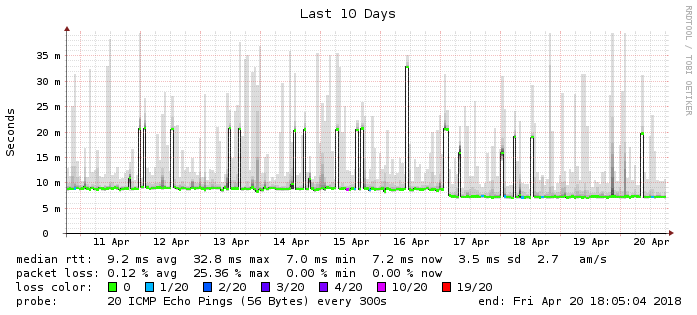 Last 10 Days
RRDTOOL / TOBI OETIKER
Seconds
35 m
30 m
25 m
20 m
15 m
10 m
5 m
0
11 Apr 12 Apr 13 Apr 14 Apr 15 Apr 16 Apr 17 Apr 18 Apr 19 Apr 20 Apr
median rtt: 9.2 ms avg 32.8 ms max 7.0 ms min 7.2 ms now 3.5 ms sd 2.7 am/s
packet loss: 0.12 % avg 25.36 % max 0.00 % min 0.00 % now
loss color: 0 1/20 2/20 3/20 4/20 10/20 19/20
probe: 20 ICMP Echo Pings (56 Bytes) every 300s end: Fri Apr 20 18:05:04 2018